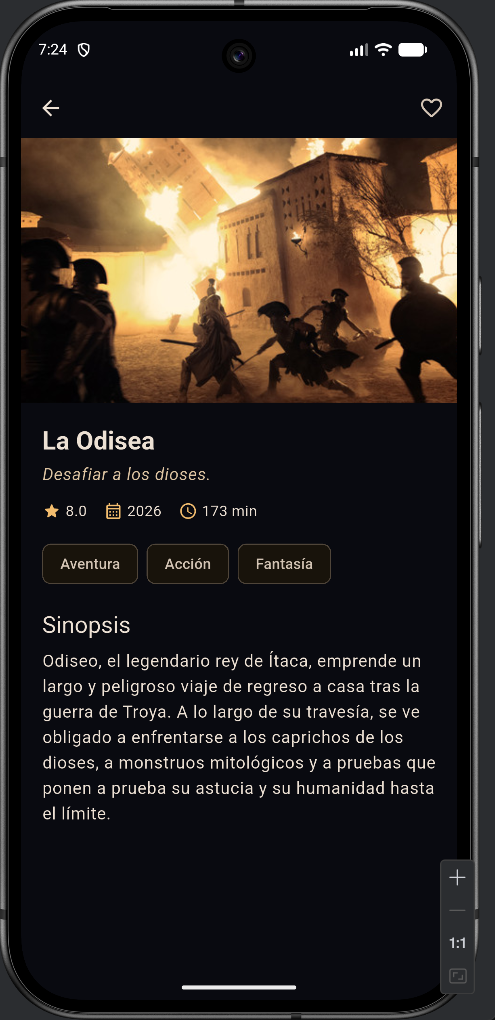 7:24
La Odisea
Desafiar a los dioses.
8.0 2026 173 min
Aventura Acción Fantasía
Sinopsis
Odiseo, el legendario rey de Ítaca, emprende un
largo y peligroso viaje de regreso a casa tras la
guerra de Troya. A lo largo de su travesía, se ve
obligado a enfrentarse a los caprichos de los
dioses, a monstruos mitológicos y a pruebas que
ponen a prueba su astucia y su humanidad hasta
el límite.
1:1